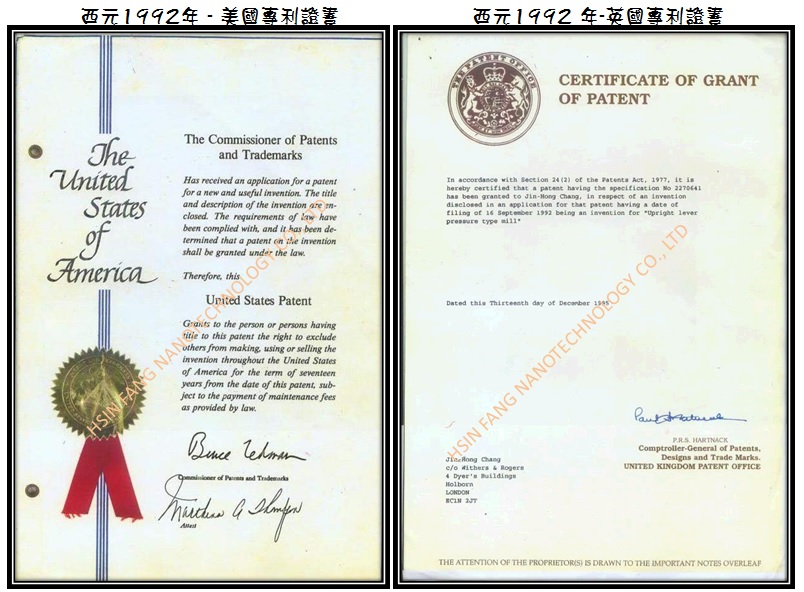 西元1992年 - 美國專利證書
The
United
States
of
America
The Commissioner of Patents
and Trademarks
Has received an application for a patent
for a new and useful invention. The title
and description of the invention are en-
closed. The requirements of law have
been complied with, and it has been de-
termined that a patent on the invention
shall be granted under the law.
Therefore, this
United States Patent
Grants to the person or persons having
title to this patent the right to exclude
others from making, using or selling the
invention throughout the United States
of America for the term of seventeen
years from the date of this patent, sub-
ject to the payment of maintenance fees
as provided by law.
Bruce Lehman
Commissioner of Patents and Trademarks
Attest
HSIN FANG NANOTECHNOLOGY CO., LTD
西元1992 年-英國專利證書
THE PATENT OFFICE
CERTIFICATE OF GRANT
OF PATENT
In accordance with Section 24(2) of the Patents Act, 1977, it is
hereby certified that a patent having the specification No 2270641
has been granted to Jin-Hong Chang, in respect of an invention
disclosed in an application for that patent having a date of
filing of 16 September 1992 being an invention for "Upright lever
pressure type mill"
Dated this Thirteenth day of December 1995
P.R.S. HARTNACK
Comptroller-General of Patents,
Designs and Trade Marks.
UNITED KINGDOM PATENT OFFICE
Jin-Hong Chang
c/o Withers & Rogers
4 Dyer's Buildings
Holborn
LONDON
EC1N 2JT
THE ATTENTION OF THE PROPRIETOR(S) IS DRAWN TO THE IMPORTANT NOTES OVERLEAF
HSIN FANG NANOTECHNOLOGY CO., LTD